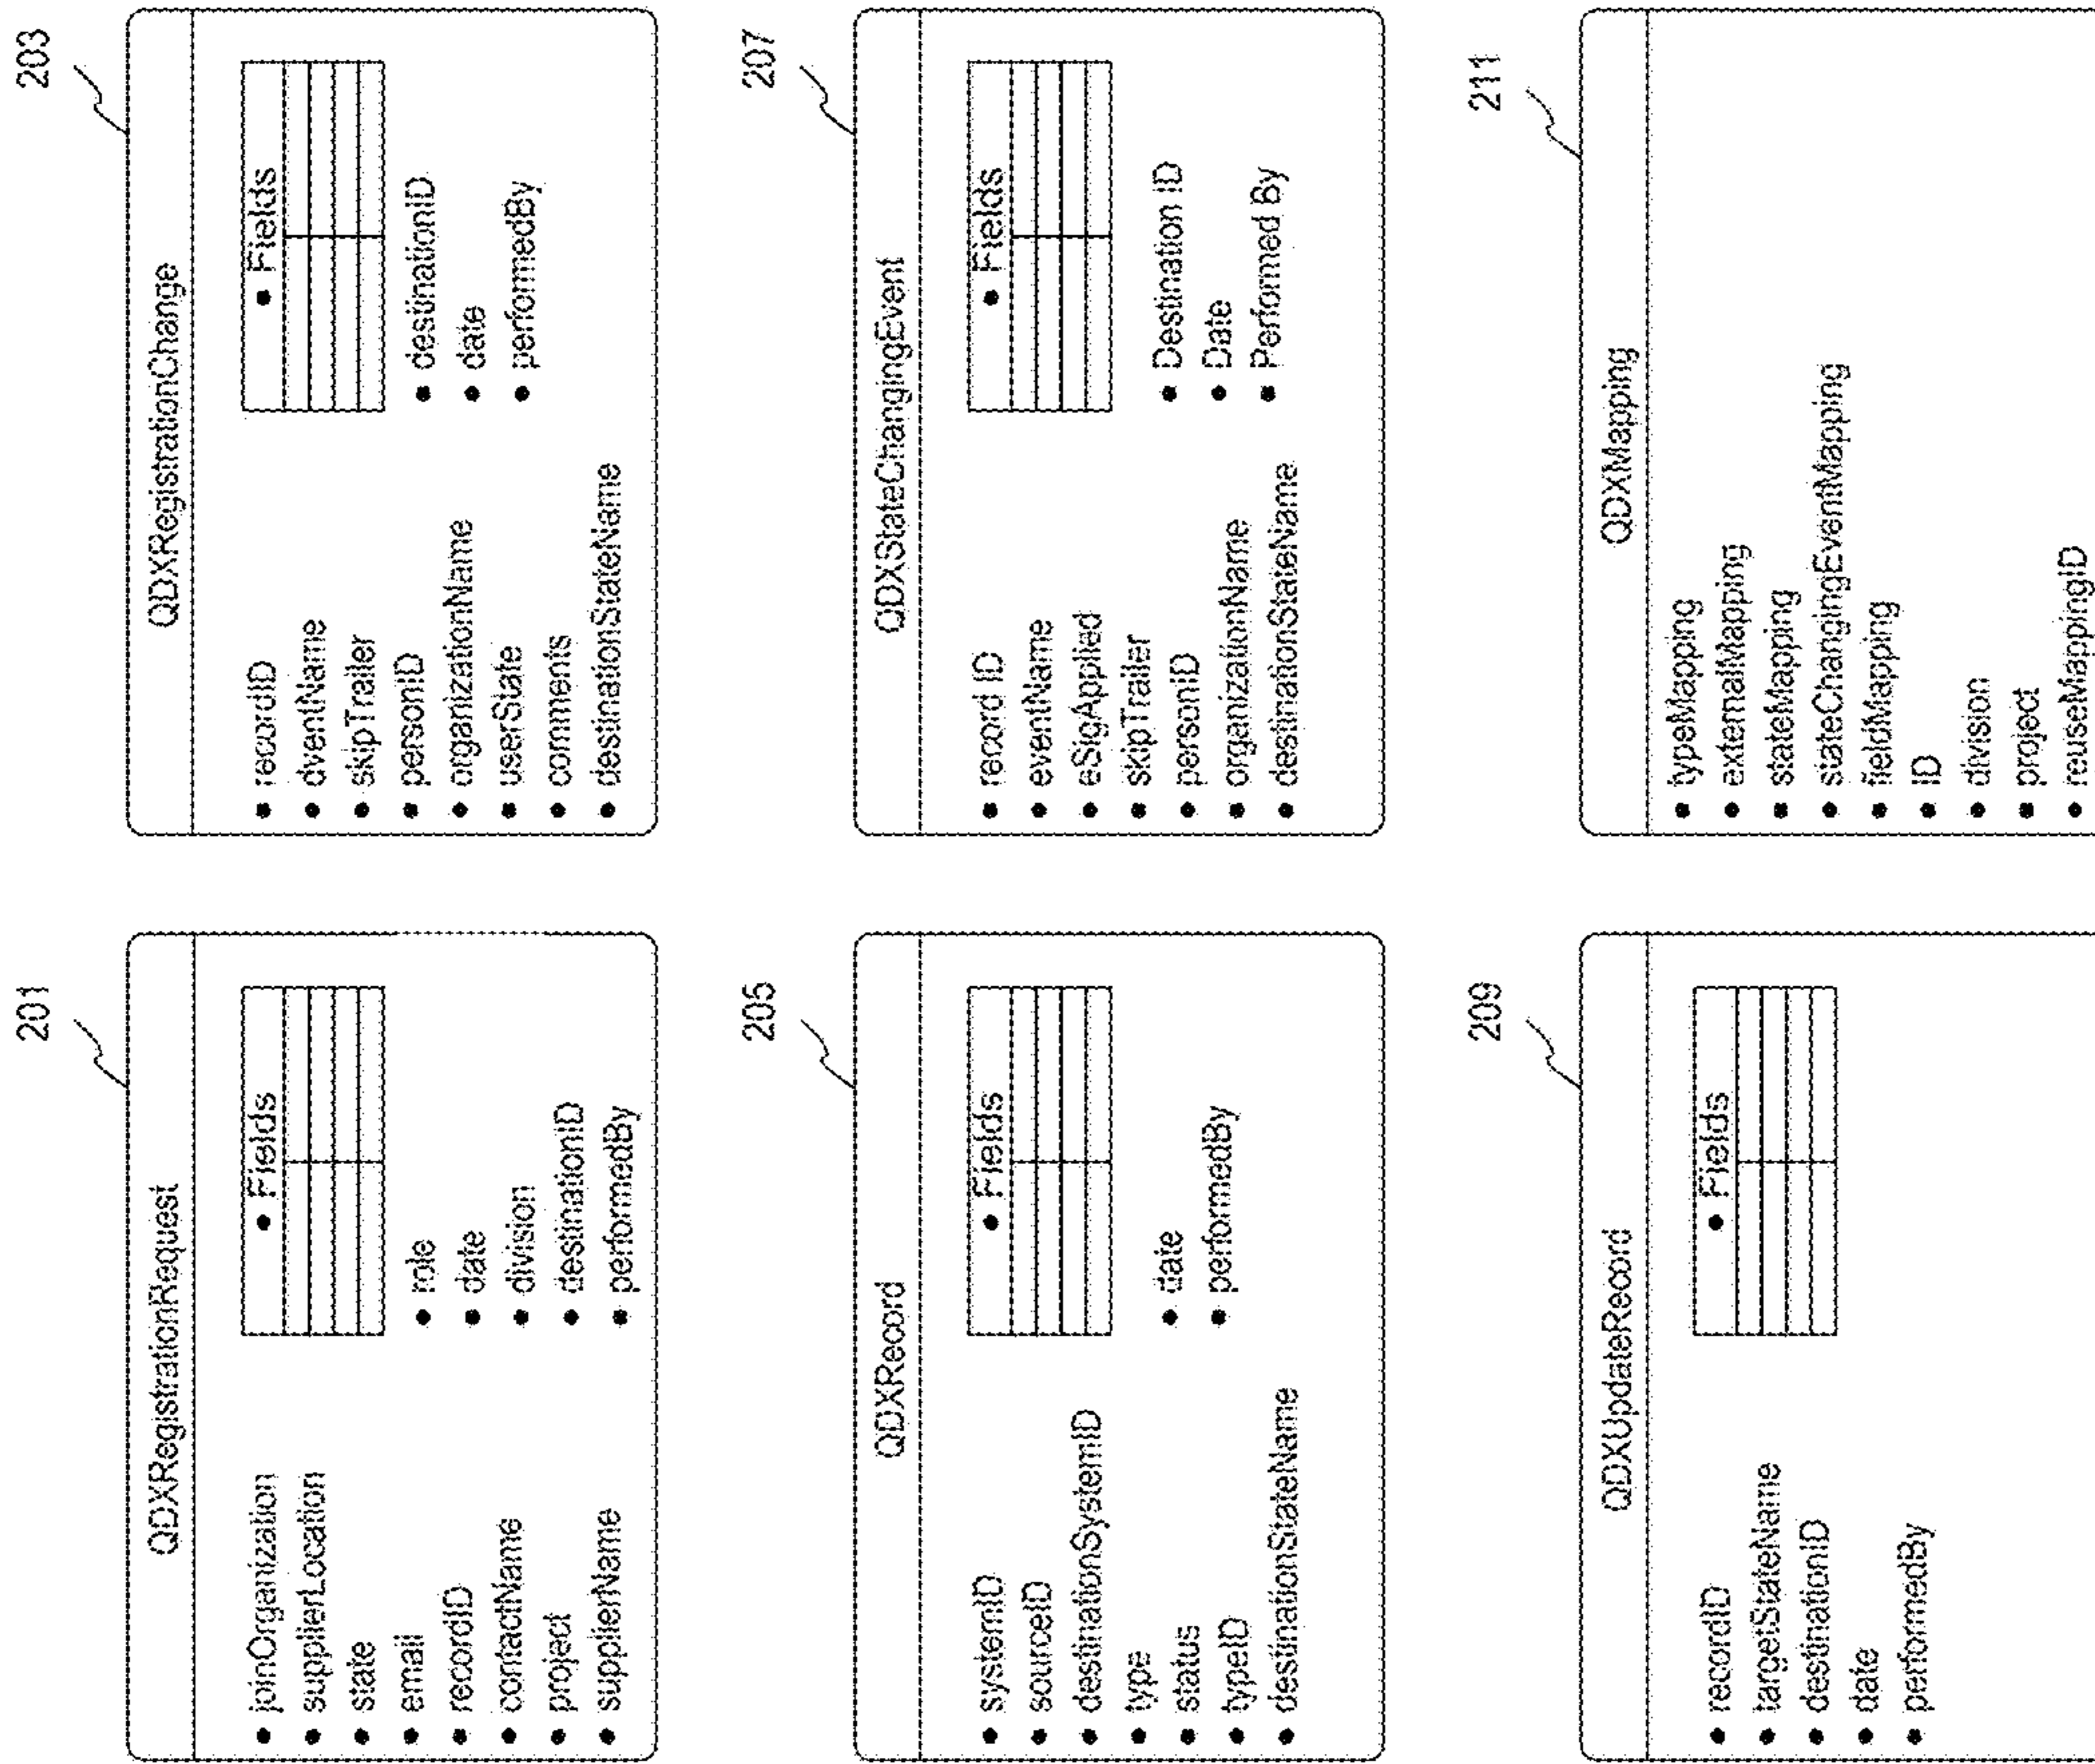 201
QDXRegistrationRequest
• joinOrganization
• supplierLocation
• state
• email
• recordID
• contactName
• project
• supplierName
• Fields
• role
• date
• division
• destinationID
• performedBy
203
QDXRegistrationChange
• recordID
• dventName
• skipTrailer
• personID
• organizationName
• userState
• comments
• destinationStateName
• Fields
• destinationID
• date
• performedBy
205
QDXRecord
• systemID
• sourceID
• destinationSystemID
• type
• status
• typeID
• destinationStateName
• Fields
• date
• performedBy
207
QDXStateChangingEvent
• record ID
• eventName
• eSigApplied
• skipTrailer
• personID
• organizationName
• destinationStateName
• Fields
• Destination ID
• Date
• Performed By
209
QDXUpdateRecord
• recordID
• targetStateName
• destinationID
• date
• performedBy
• Fields
211
QDXMapping
• typeMapping
• externalMapping
• stateMapping
• stateChangingEventMapping
• fieldMapping
• ID
• division
• project
• reuseMappingID